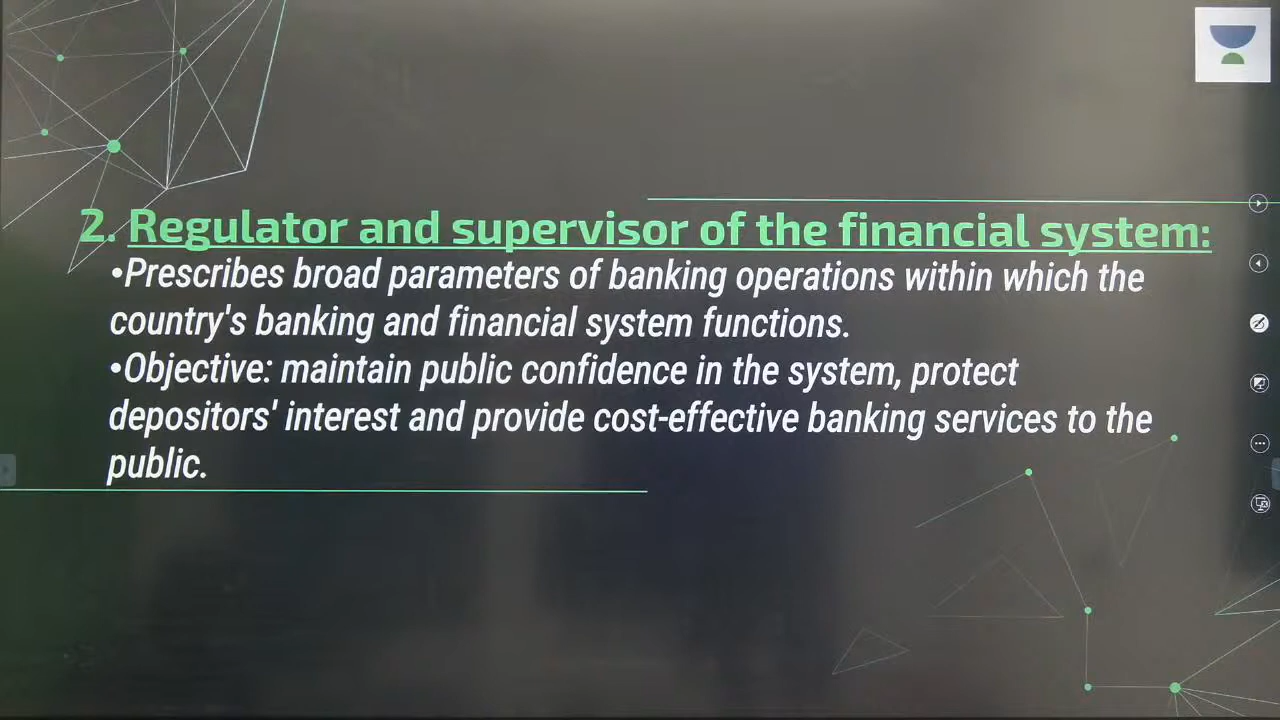 2. Regulator and supervisor of the financial system:
•Prescribes broad parameters of banking operations within which the
country's banking and financial system functions.
•Objective: maintain public confidence in the system, protect
depositors' interest and provide cost-effective banking services to the
public.